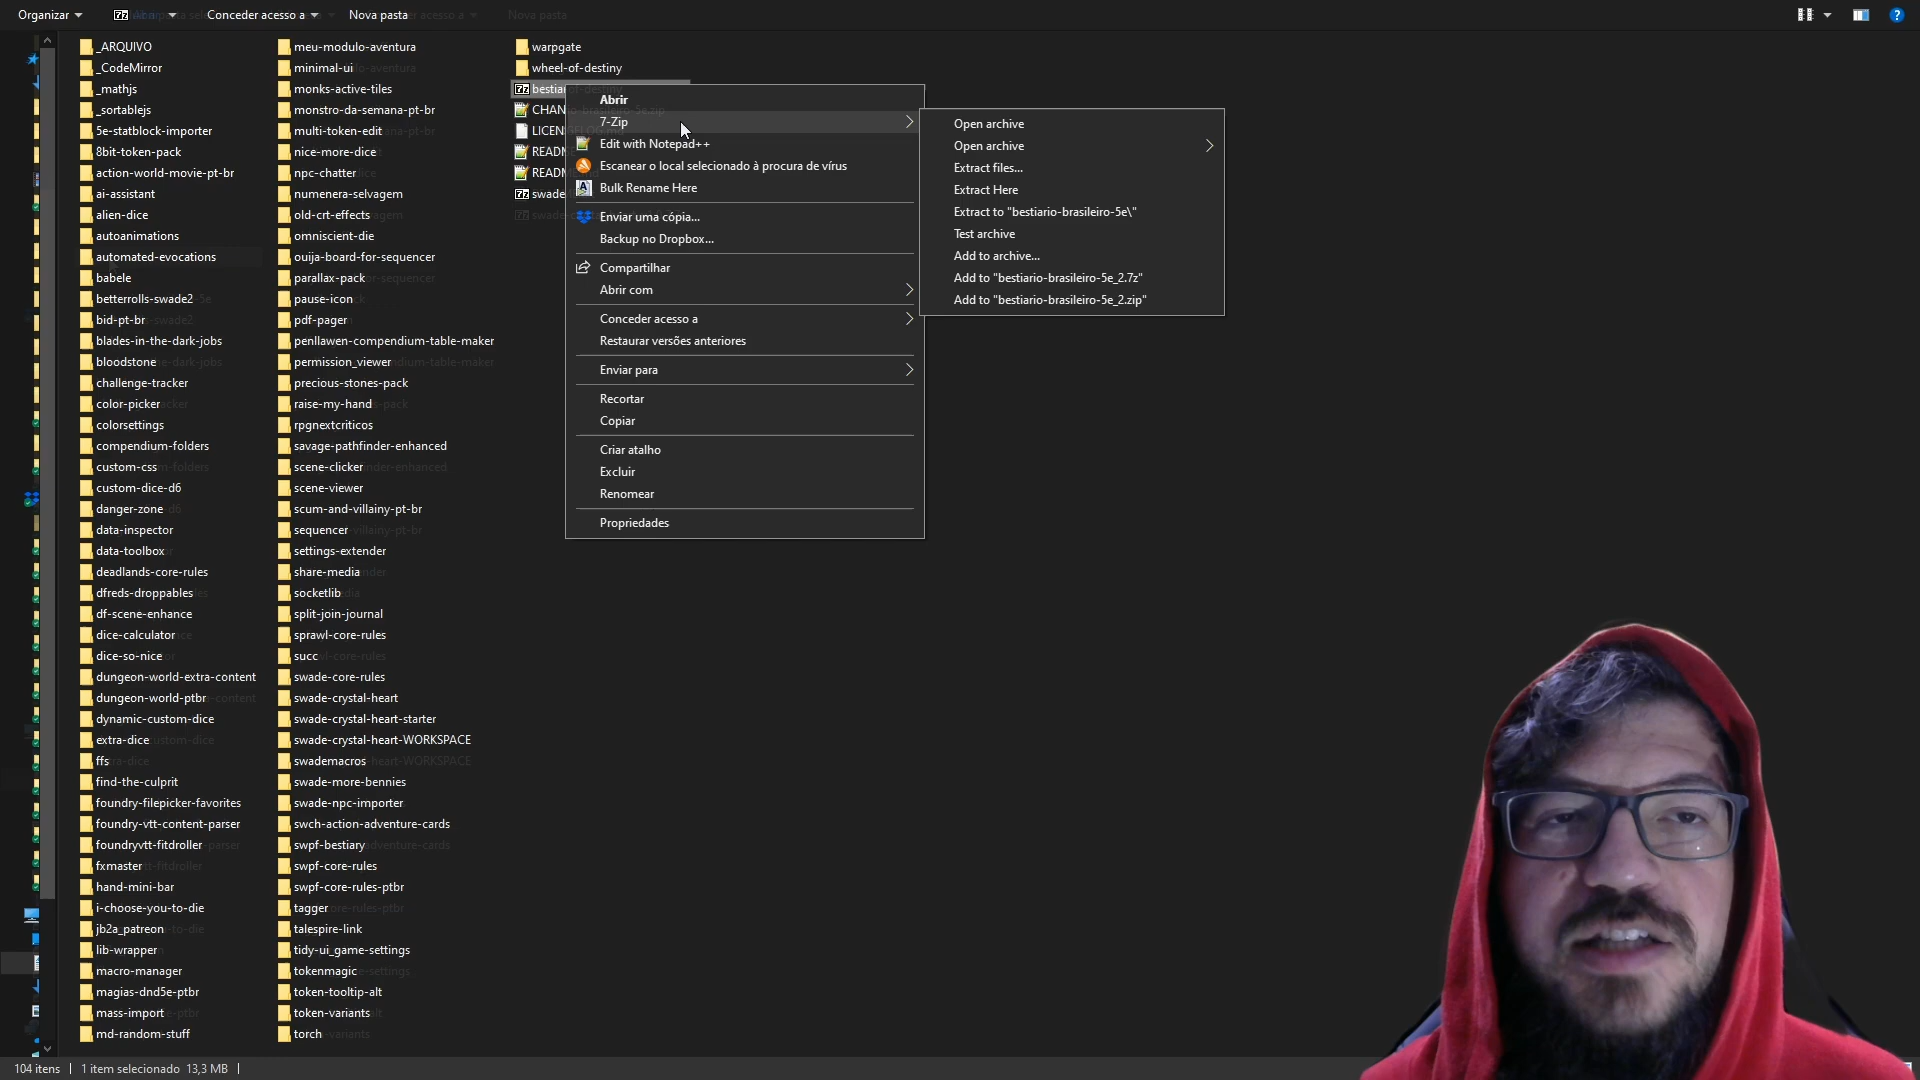 Organizar
Conceder acesso a
Nova pasta
_ARQUIVO
_CodeMirror
_mathjs
_sortablejs
5e-statblock-importer
8bit-token-pack
action-world-movie-pt-br
ai-assistant
alien-dice
autoanimations
automated-evocations
babele
betterrolls-swade2
bid-pt-br
blades-in-the-dark-jobs
bloodstone
challenge-tracker
color-picker
colorsettings
compendium-folders
custom-css
custom-dice-d6
danger-zone
data-inspector
data-toolbox
deadlands-core-rules
dfreds-droppables
df-scene-enhance
dice-calculator
dice-so-nice
dungeon-world-extra-content
dungeon-world-ptbr
dynamic-custom-dice
extra-dice
ffs
find-the-culprit
foundry-filepicker-favorites
foundry-vtt-content-parser
foundryvtt-fitdroller
fxmaster
hand-mini-bar
i-choose-you-to-die
jb2a_patreon
lib-wrapper
macro-manager
magias-dnd5e-ptbr
mass-import
md-random-stuff
meu-modulo-aventura
minimal-ui
monks-active-tiles
monstro-da-semana-pt-br
multi-token-edit
nice-more-dice
npc-chatter
numenera-selvagem
old-crt-effects
omniscient-die
ouija-board-for-sequencer
parallax-pack
pause-icon
pdf-pager
penllawen-compendium-table-maker
permission_viewer
precious-stones-pack
raise-my-hand
rpgnextcriticos
savage-pathfinder-enhanced
scene-clicker
scene-viewer
scum-and-villainy-pt-br
sequencer
settings-extender
share-media
socketlib
split-join-journal
sprawl-core-rules
succ
swade-core-rules
swade-crystal-heart
swade-crystal-heart-starter
swade-crystal-heart-WORKSPACE
swademacros
swade-more-bennies
swade-npc-importer
swch-action-adventure-cards
swpf-bestiary
swpf-core-rules
swpf-core-rules-ptbr
tagger
talespire-link
tidy-ui_game-settings
tokenmagic
token-tooltip-alt
token-variants
torch
warpgate
wheel-of-destiny
bestiar
CHAN
LICEN
READ
READ
swade
Abrir
7-Zip
Edit with Notepad++
Escanear o local selecionado à procura de vírus
Bulk Rename Here
Enviar uma cópia...
Backup no Dropbox...
Compartilhar
Abrir com
Conceder acesso a
Restaurar versões anteriores
Enviar para
Recortar
Copiar
Criar atalho
Excluir
Renomear
Propriedades
Open archive
Open archive
Extract files...
Extract Here
Extract to "bestiario-brasileiro-5e\"
Test archive
Add to archive...
Add to "bestiario-brasileiro-5e_2.7z"
Add to "bestiario-brasileiro-5e_2.zip"
104 itens
1 item selecionado 13,3 MB